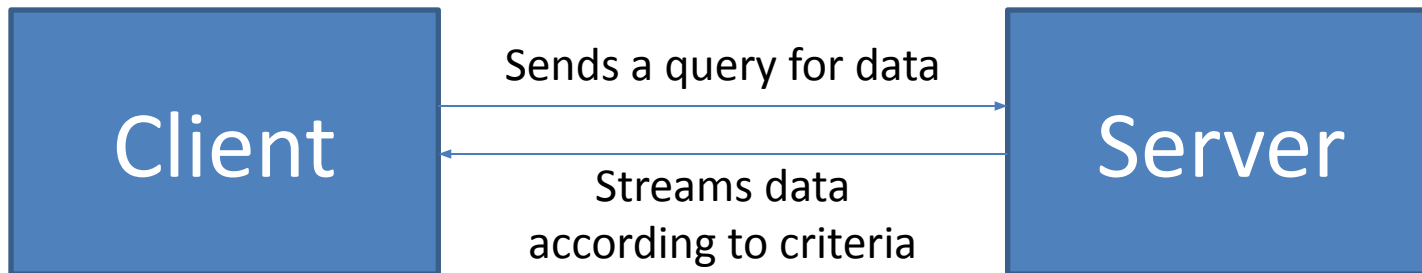 Client
Sends a query for data
Streams data
according to criteria
Server